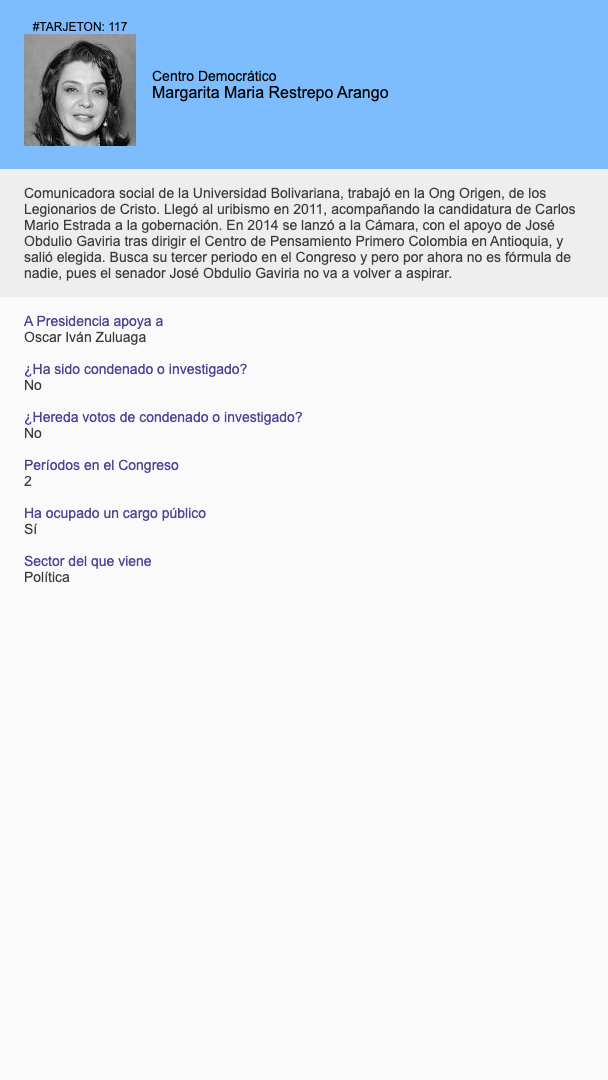 #TARJETON: 117
Centro Democrático
Margarita Maria Restrepo Arango
Comunicadora social de la Universidad Bolivariana, trabajó en la Ong Origen, de los
Legionarios de Cristo. Llegó al uribismo en 2011, acompañando la candidatura de Carlos
Mario Estrada a la gobernación. En 2014 se lanzó a la Cámara, con el apoyo de José
Obdulio Gaviria tras dirigir el Centro de Pensamiento Primero Colombia en Antioquia, y
salió elegida. Busca su tercer periodo en el Congreso y pero por ahora no es fórmula de
nadie, pues el senador José Obdulio Gaviria no va a volver a aspirar.
A Presidencia apoya a
Oscar Iván Zuluaga
¿Ha sido condenado o investigado?
No
¿Hereda votos de condenado o investigado?
No
Períodos en el Congreso
2
Ha ocupado un cargo público
Sí
Sector del que viene
Política